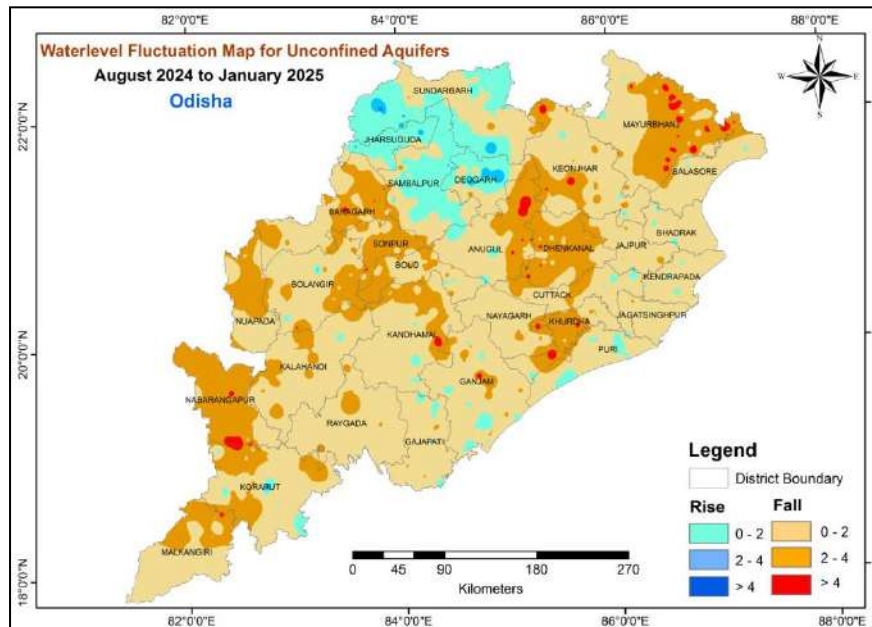 82°0'0"E 84°0'0"E 86°0'0"E 88°0'0"E
Waterlevel Fluctuation Map for Unconfined Aquifers
August 2024 to January 2025
Odisha
N
W E
S
22°0'0"N
20°0'0"N
18°0'0"N
SUNDARGARH
JHARSUGUDA
MAYURBHANJ
SAMBALPUR
DEOGARH
KEONJHAR
BALASORE
BARAGARH
BHADRAK
SONPUR
ANUGUL
DHENKANAL
JAJPUR
BOUD
KENDRAPADA
BOLANGIR
CUTTACK
NUAPADA
NAYAGARH
KHURDHA
JAGATSINGHPUR
KANDHAMAL
PURI
KALAHANDI
GANJAM
NABARANGAPUR
RAYGADA
GAJAPATI
KORAPUT
MALKANGIRI
Legend
District Boundary
Rise Fall
0 - 2 0 - 2
2 - 4 2 - 4
> 4 > 4
0 45 90 180 270
Kilometers
82°0'0"E 84°0'0"E 86°0'0"E 88°0'0"E